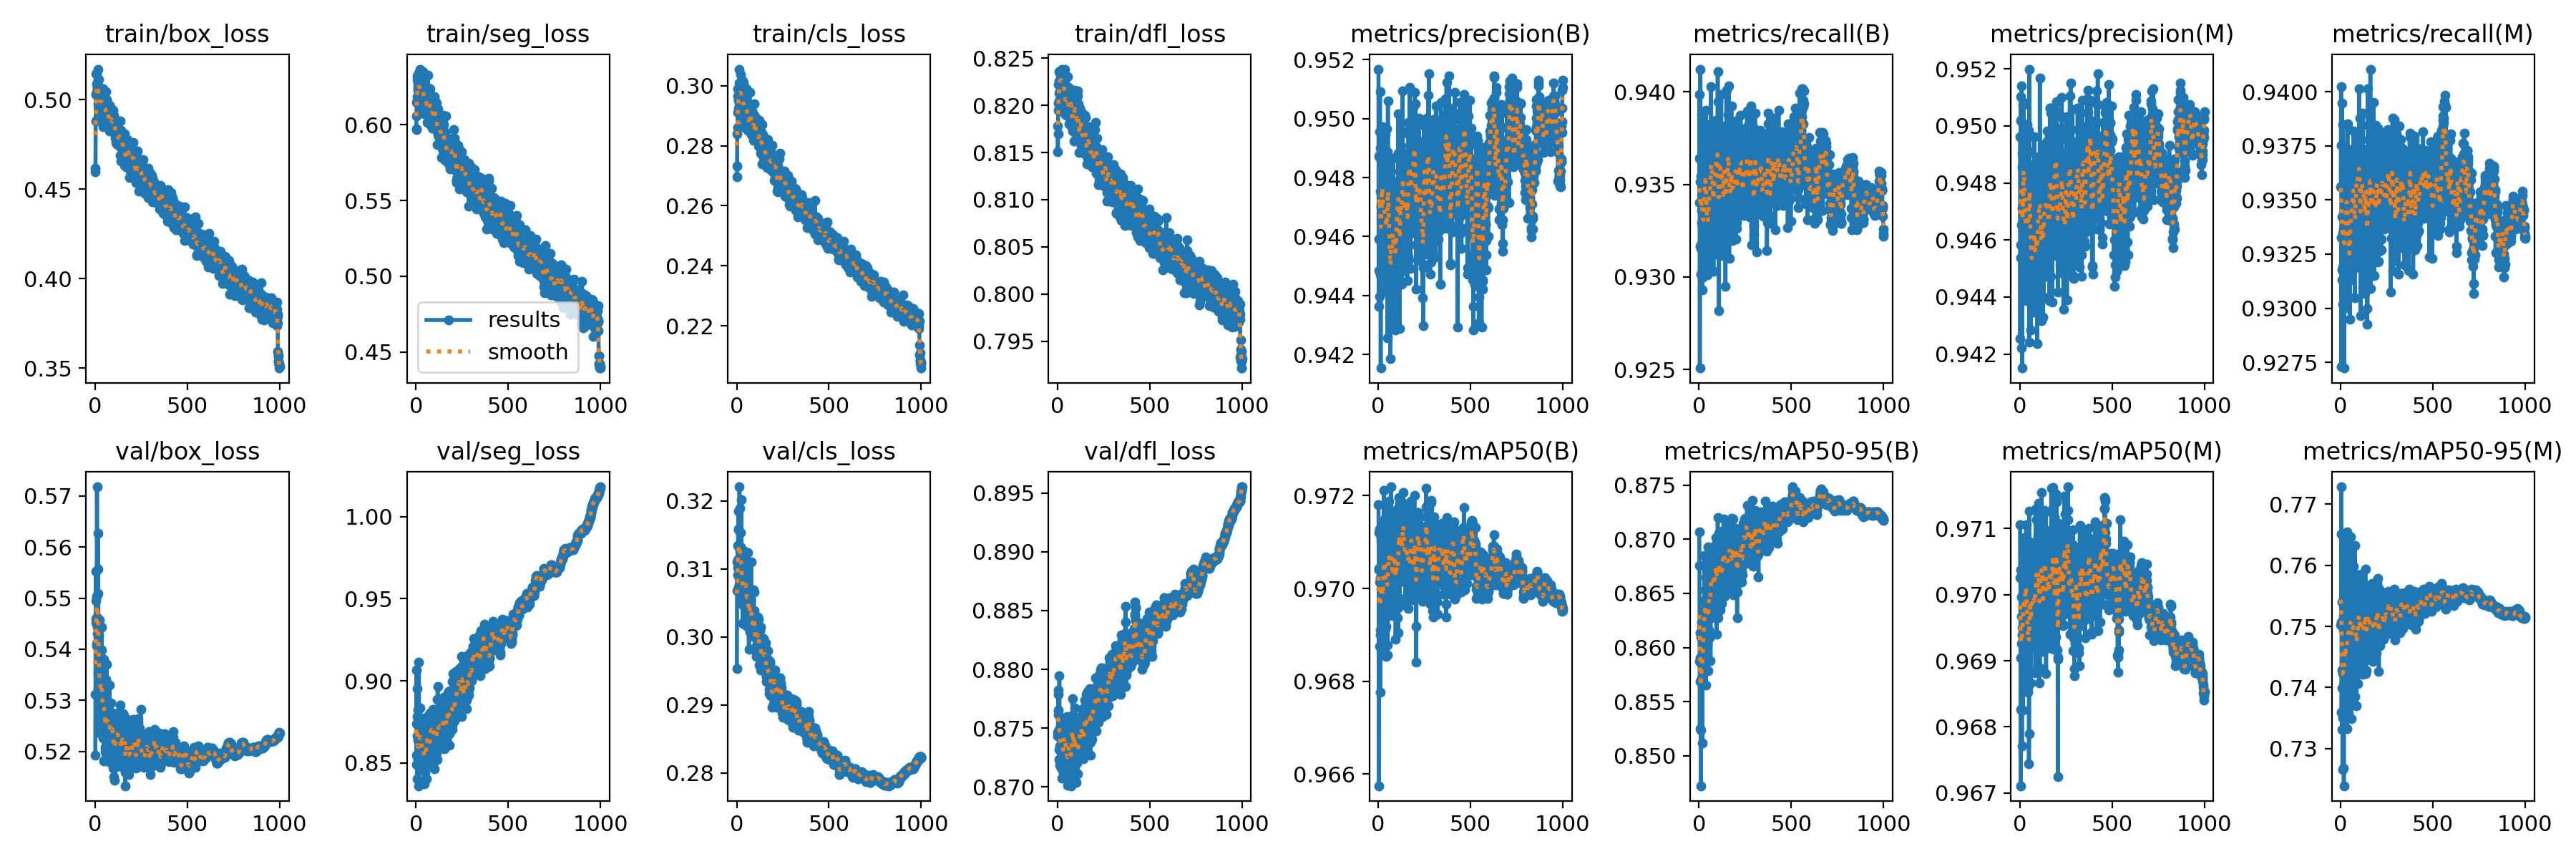 train/box_loss
train/seg_loss
train/cls_loss
train/dfl_loss
metrics/precision(B)
metrics/recall(B)
metrics/precision(M)
metrics/recall(M)
0.50
0.45
0.40
0.35
0 500 1000
0.60
0.55
0.50
0.45
results
smooth
0 500 1000
0.30
0.28
0.26
0.24
0.22
0 500 1000
0.825
0.820
0.815
0.810
0.805
0.800
0.795
0 500 1000
0.952
0.950
0.948
0.946
0.944
0.942
0 500 1000
0.940
0.935
0.930
0.925
0 500 1000
0.952
0.950
0.948
0.946
0.944
0.942
0 500 1000
0.9400
0.9375
0.9350
0.9325
0.9300
0.9275
0 500 1000
val/box_loss
val/seg_loss
val/cls_loss
val/dfl_loss
metrics/mAP50(B)
metrics/mAP50-95(B)
metrics/mAP50(M)
metrics/mAP50-95(M)
0.57
0.56
0.55
0.54
0.53
0.52
0 500 1000
1.00
0.95
0.90
0.85
0 500 1000
0.32
0.31
0.30
0.29
0.28
0 500 1000
0.895
0.890
0.885
0.880
0.875
0.870
0 500 1000
0.972
0.970
0.968
0.966
0 500 1000
0.875
0.870
0.865
0.860
0.855
0.850
0 500 1000
0.971
0.970
0.969
0.968
0.967
0 500 1000
0.77
0.76
0.75
0.74
0.73
0 500 1000